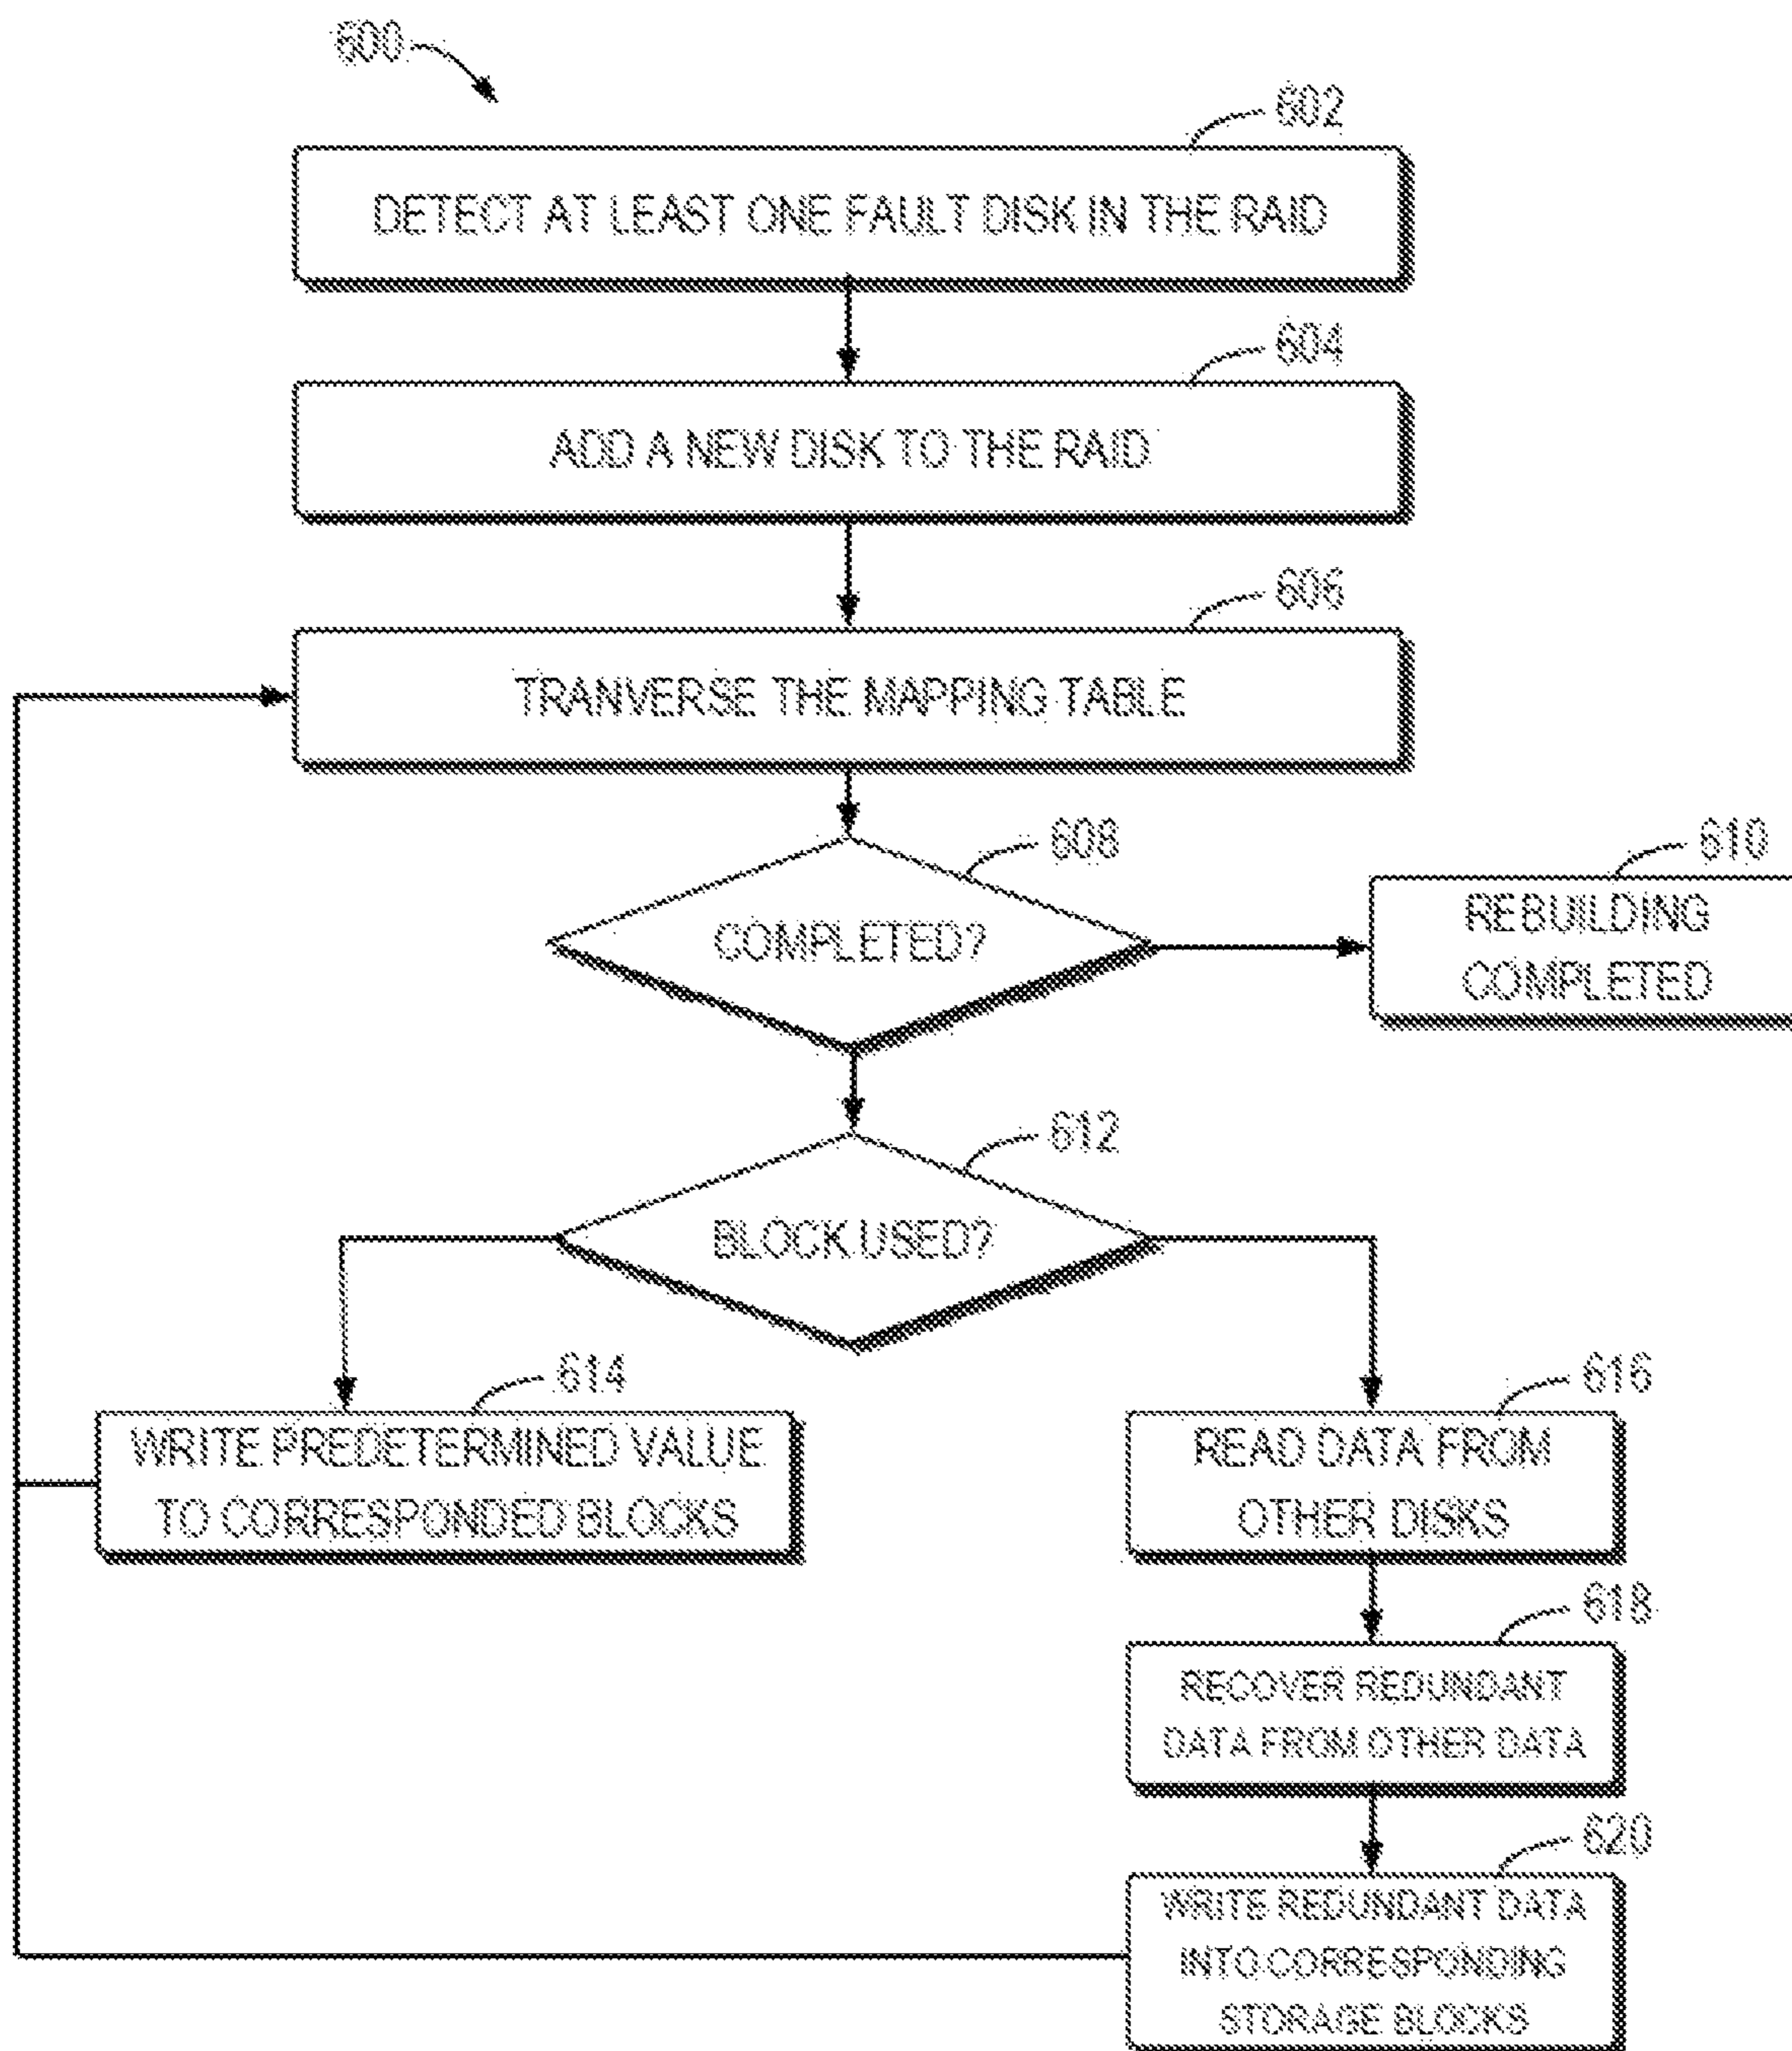 600
602
DETECT AT LEAST ONE FAULT DISK IN THE RAID
604
ADD A NEW DISK TO THE RAID
606
TRANVERSE THE MAPPING TABLE
608
COMPLETED?
610
REBUILDING
COMPLETED
612
BLOCK USED?
614
WRITE PREDETERMINED VALUE
TO CORRESPONDED BLOCKS
616
READ DATA FROM
OTHER DISKS
618
RECOVER REDUNDANT
DATA FROM OTHER DATA
620
WRITE REDUNDANT DATA
INTO CORRESPONDING
STORAGE BLOCKS